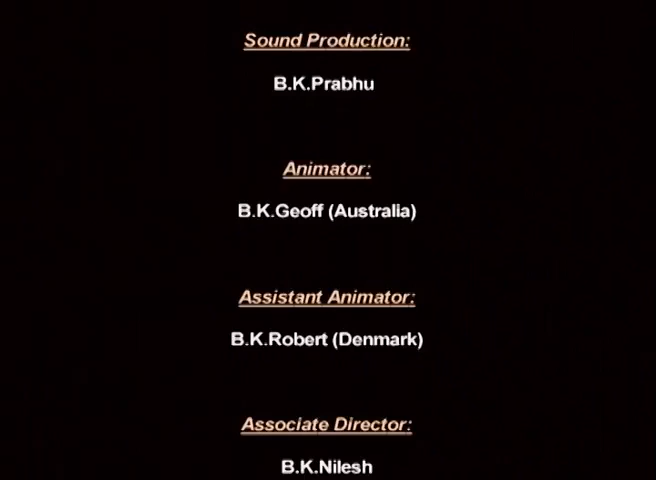 Sound Production:
B.K.Prabhu
Animator:
B.K.Geoff (Australia)
Assistant Animator:
B.K.Robert (Denmark)
Associate Director:
B.K.Nilesh